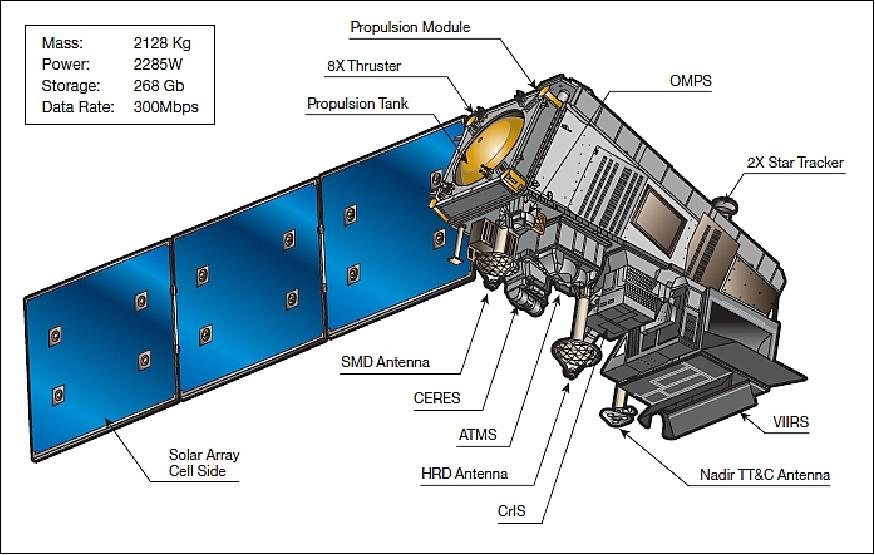 Mass: 2128 Kg
Power: 2285W
Storage: 268 Gb
Data Rate: 300Mbps
Propulsion Module
8X Thruster
OMPS
Propulsion Tank
2X Star Tracker
SMD Antenna
CERES
VIIRS
ATMS
Solar Array
Cell Side
HRD Antenna
Nadir TT&C Antenna
CrIS